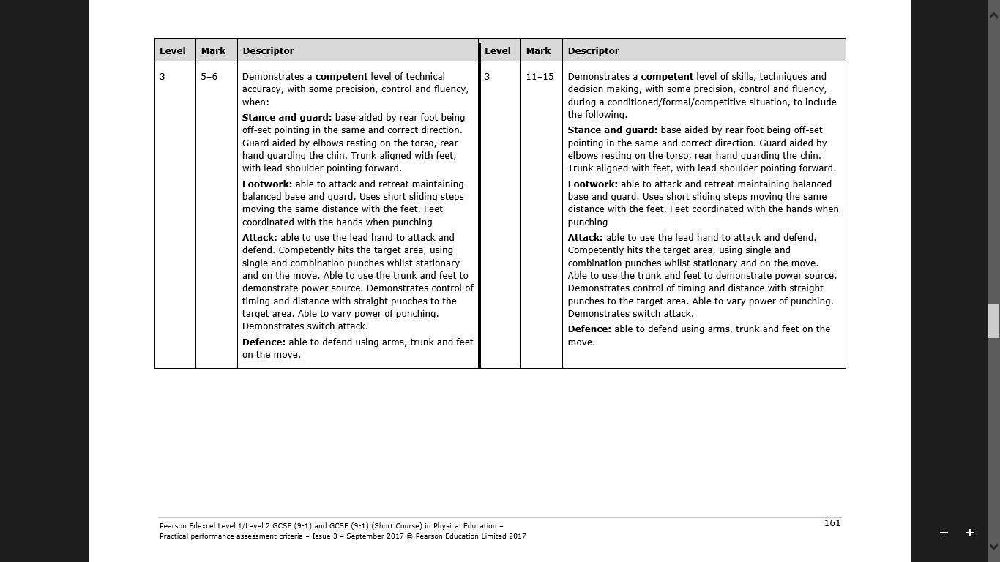 Level Mark Descriptor Level Mark Descriptor
3 5–6 Demonstrates a competent level of technical
accuracy, with some precision, control and fluency,
when:
Stance and guard: base aided by rear foot being
off-set pointing in the same and correct direction.
Guard aided by elbows resting on the torso, rear
hand guarding the chin. Trunk aligned with feet,
with lead shoulder pointing forward.
Footwork: able to attack and retreat maintaining
balanced base and guard. Uses short sliding steps
moving the same distance with the feet. Feet
coordinated with the hands when punching
Attack: able to use the lead hand to attack and
defend. Competently hits the target area, using
single and combination punches whilst stationary
and on the move. Able to use the trunk and feet to
demonstrate power source. Demonstrates control of
timing and distance with straight punches to the
target area. Able to vary power of punching.
Demonstrates switch attack.
Defence: able to defend using arms, trunk and feet
on the move.
3 11–15 Demonstrates a competent level of skills, techniques and
decision making, with some precision, control and fluency,
during a conditioned/formal/competitive situation, to include
the following.
Stance and guard: base aided by rear foot being off-set
pointing in the same and correct direction. Guard aided by
elbows resting on the torso, rear hand guarding the chin.
Trunk aligned with feet, with lead shoulder pointing forward.
Footwork: able to attack and retreat maintaining balanced
base and guard. Uses short sliding steps moving the same
distance with the feet. Feet coordinated with the hands when
punching
Attack: able to use the lead hand to attack and defend.
Competently hits the target area, using single and
combination punches whilst stationary and on the move.
Able to use the trunk and feet to demonstrate power source.
Demonstrates control of timing and distance with straight
punches to the target area. Able to vary power of punching.
Demonstrates switch attack.
Defence: able to defend using arms, trunk and feet on the
move.
Pearson Edexcel Level 1/Level 2 GCSE (9-1) and GCSE (9-1) (Short Course) in Physical Education –
Practical performance assessment criteria – Issue 3 – September 2017 © Pearson Education Limited 2017
161